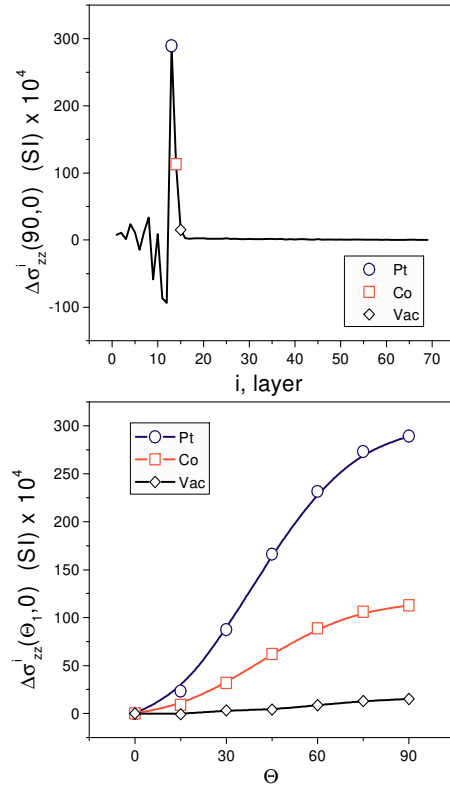 Δσ^i_zz(90,0) (SI) x 10^4
300
200
100
0
-100
Pt
Co
Vac
0 10 20 30 40 50 60 70
i, layer
Δσ^i_zz(Θ_1,0) (SI) x 10^4
300
250
200
150
100
50
0
Pt
Co
Vac
0 30 60 90
Θ